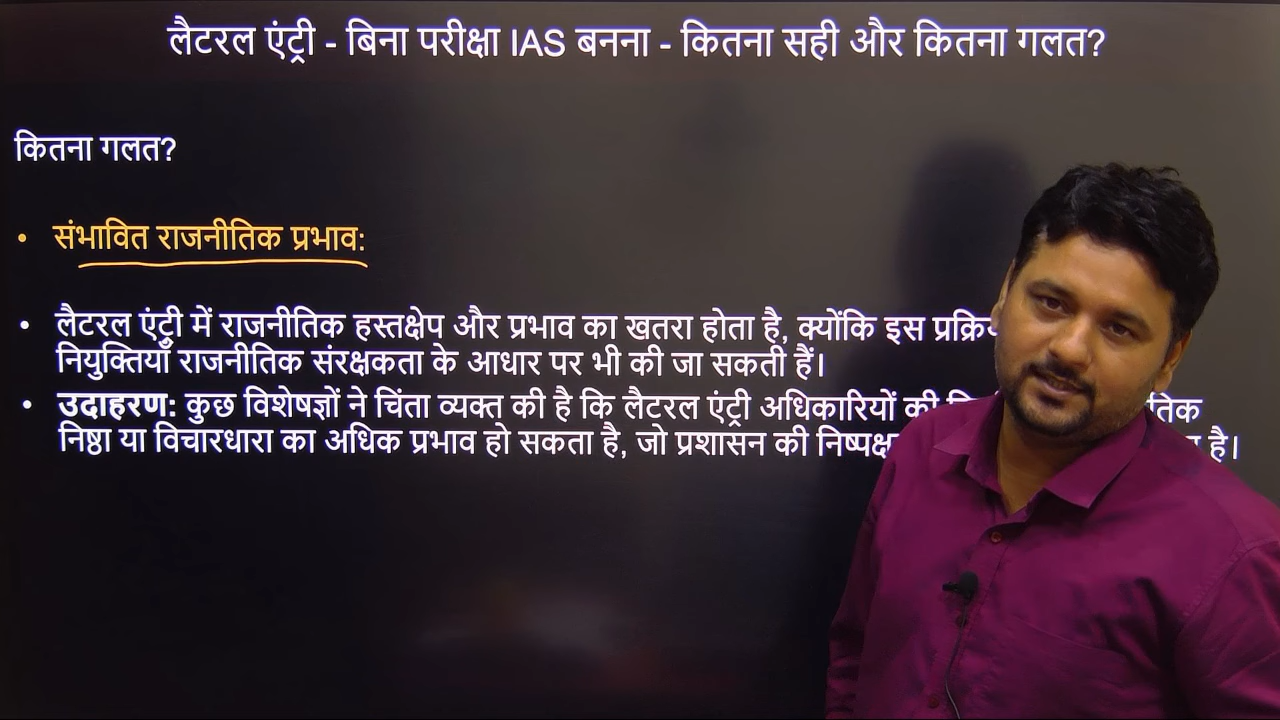 लैटरल एंट्री - बिना परीक्षा IAS बनना - कितना सही और कितना गलत?
कितना गलत?
• संभावित राजनीतिक प्रभाव:
• लैटरल एंट्री में राजनीतिक हस्तक्षेप और प्रभाव का खतरा होता है, क्योंकि इस
नियुक्तियाँ राजनीतिक संरक्षकता के आधार पर भी की जा सकती हैं।
• उदाहरण: कुछ विशेषज्ञों ने चिंता व्यक्त की है कि लैटरल एंट्री अधिकारियों की
निष्ठा या विचारधारा का अधिक प्रभाव हो सकता है, जो प्रशासन की है।